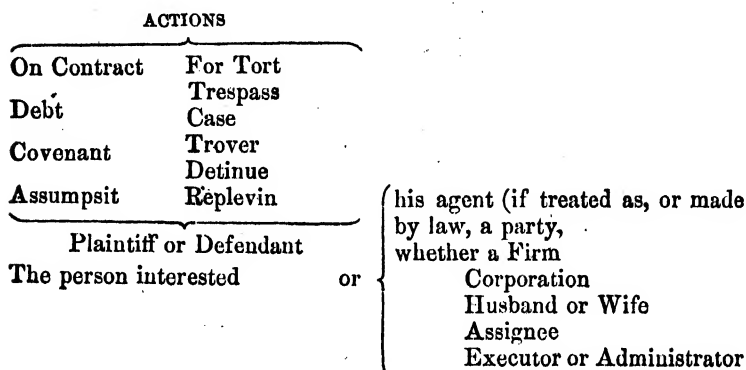 ACTIONS
On Contract For Tort
Trespass
Debt
Case
Covenant Trover
Detinue
Assumpsit Replevin
Plaintiff or Defendant
The person interested or
his agent (if treated as, or made
by law, a party,
whether a Firm
Corporation
Husband or Wife
Assignee
Executor or Administrator